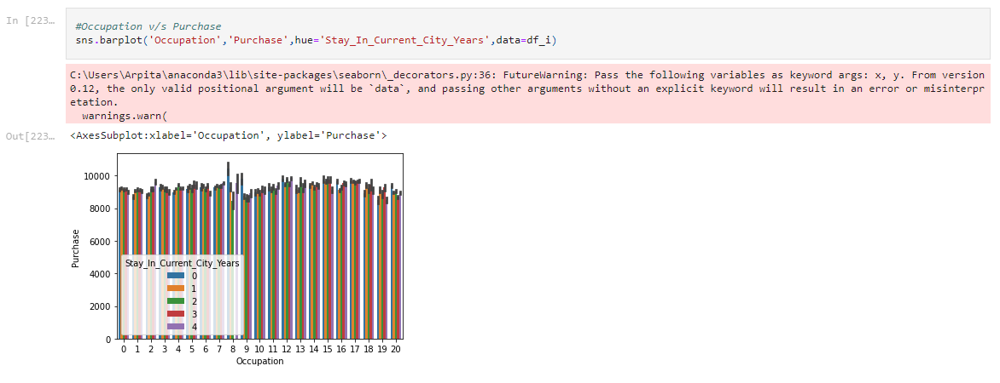 In [223…
#Occupation v/s Purchase
sns.barplot('Occupation','Purchase',hue='Stay_In_Current_City_Years',data=df_i)
C:\Users\Arpita\anaconda3\lib\site-packages\seaborn\_decorators.py:36: FutureWarning: Pass the following variables as keyword args: x, y. From version
0.12, the only valid positional argument will be `data`, and passing other arguments without an explicit keyword will result in an error or misinterpr
etation.
  warnings.warn(
Out[223…
<AxesSubplot:xlabel='Occupation', ylabel='Purchase'>
10000
8000
6000
4000
2000
0
Purchase
Stay_In_Current_City_Years
0
1
2
3
4
0 1 2 3 4 5 6 7 8 9 10 11 12 13 14 15 16 17 18 19 20
Occupation